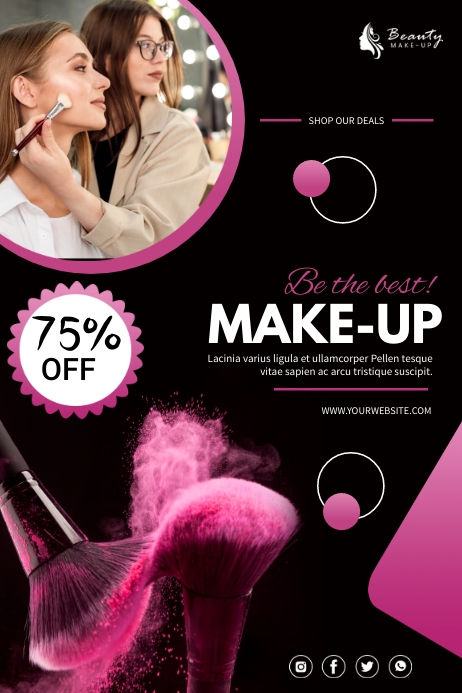 Beauty
MAKE-UP
SHOP OUR DEALS
Be the best!
MAKE-UP
Lacinia varius ligula et ullamcorper Pellen tesque
vitae sapien ac arcu tristique suscipit.
WWW.YOURWEBSITE.COM
75%
OFF